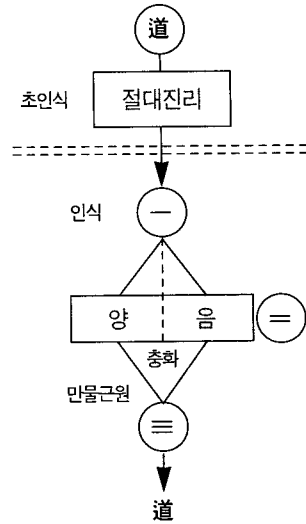 道
초인식 절대진리
인식 一
양 음 二
충화
만물근원
三
道